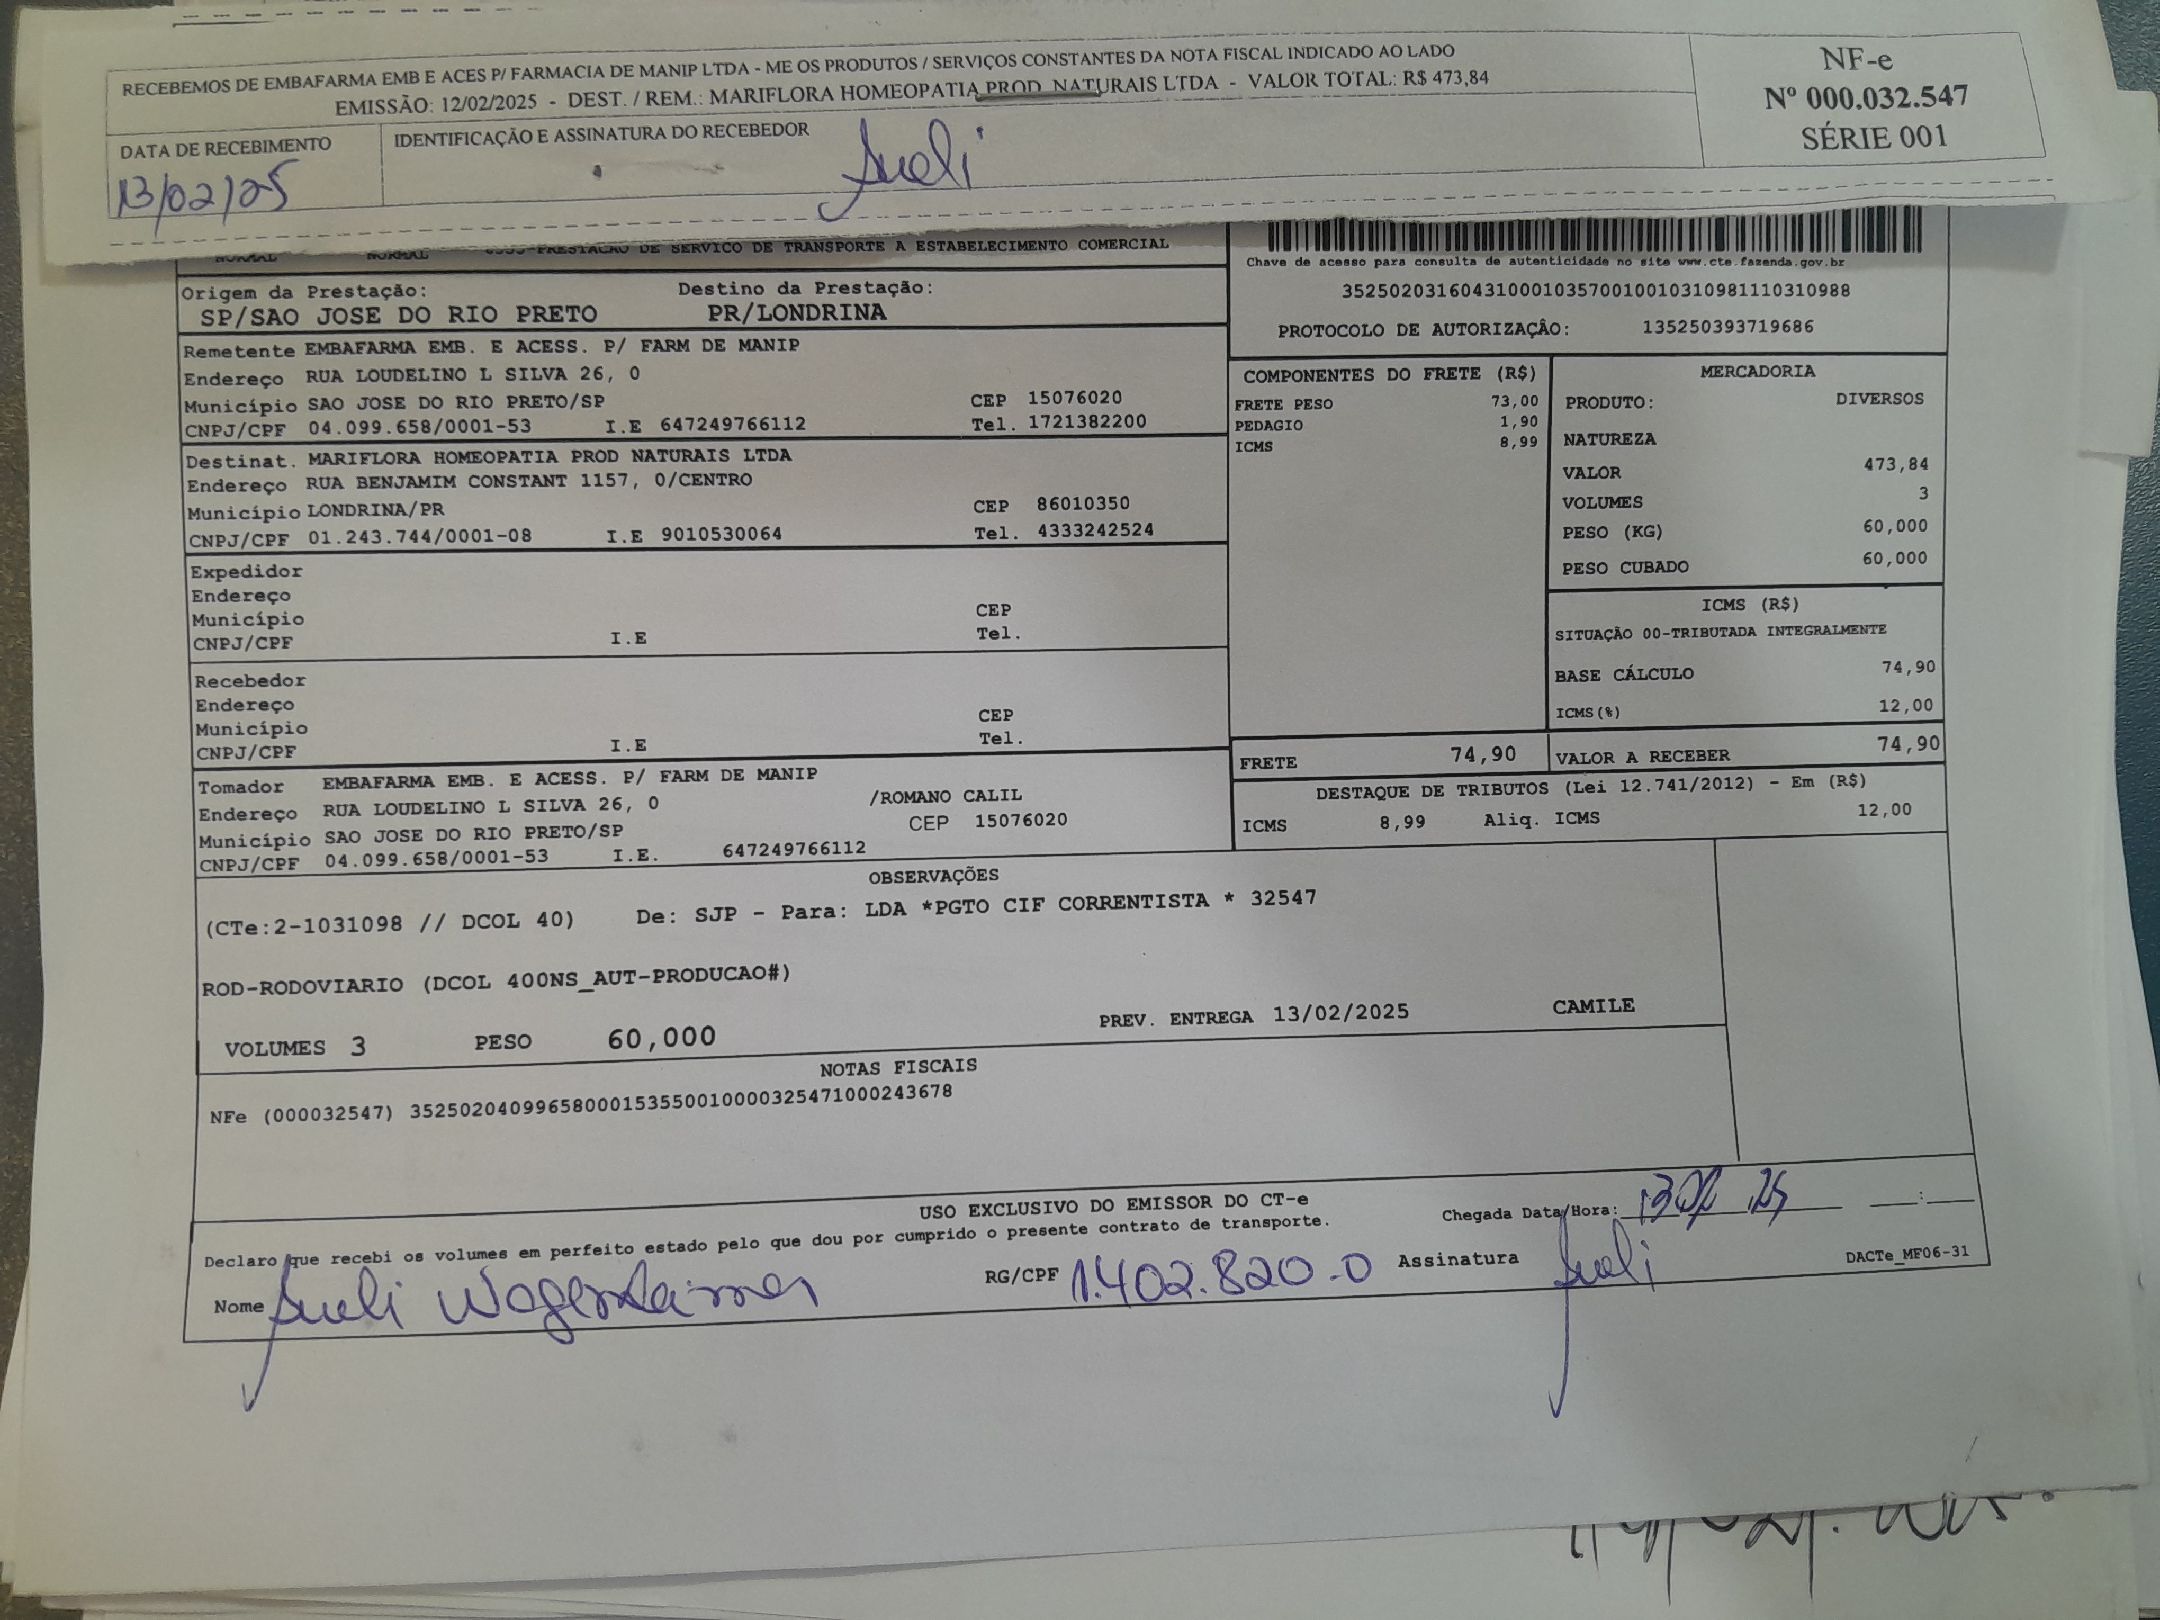 RECEBEMOS DE EMBAFARMA EMB E ACES P/ FARMACIA DE MANIP LTDA - ME OS PRODUTOS / SERVIÇOS CONSTANTES DA NOTA FISCAL INDICADO AO LADO
EMISSÃO: 12/02/2025 - DEST. / REM.: MARIFLORA HOMEOPATIA PROD NATURAIS LTDA - VALOR TOTAL: R$ 473,84
NF-e
Nº 000.032.547
SÉRIE 001
DATA DE RECEBIMENTO
13/02/25
IDENTIFICAÇÃO E ASSINATURA DO RECEBEDOR
Sueli
NORMAL NORMAL PRESTACAO DE SERVICO DE TRANSPORTE A ESTABELECIMENTO COMERCIAL
Chave de acesso para consulta de autenticidade no site www.cte.fazenda.gov.br
35250203160431000103570010010310981110310988
PROTOCOLO DE AUTORIZAÇÂO: 135250393719686
Origem da Prestação: Destino da Prestação:
SP/SAO JOSE DO RIO PRETO PR/LONDRINA
Remetente EMBAFARMA EMB. E ACESS. P/ FARM DE MANIP
Endereço RUA LOUDELINO L SILVA 26, 0
Município SAO JOSE DO RIO PRETO/SP CEP 15076020
CNPJ/CPF 04.099.658/0001-53 I.E 647249766112 Tel. 1721382200
Destinat. MARIFLORA HOMEOPATIA PROD NATURAIS LTDA
Endereço RUA BENJAMIM CONSTANT 1157, 0/CENTRO
Município LONDRINA/PR CEP 86010350
CNPJ/CPF 01.243.744/0001-08 I.E 9010530064 Tel. 4333242524
Expedidor
Endereço
Município CEP
CNPJ/CPF I.E Tel.
Recebedor
Endereço
Município CEP
CNPJ/CPF I.E Tel.
Tomador EMBAFARMA EMB. E ACESS. P/ FARM DE MANIP
Endereço RUA LOUDELINO L SILVA 26, 0 /ROMANO CALIL
Município SAO JOSE DO RIO PRETO/SP CEP 15076020
CNPJ/CPF 04.099.658/0001-53 I.E. 647249766112
COMPONENTES DO FRETE (R$)
FRETE PESO 73,00
PEDAGIO 1,90
ICMS 8,99
MERCADORIA
PRODUTO: DIVERSOS
NATUREZA
VALOR 473,84
VOLUMES 3
PESO (KG) 60,000
PESO CUBADO 60,000
ICMS (R$)
SITUAÇÃO 00-TRIBUTADA INTEGRALMENTE
BASE CÁLCULO 74,90
ICMS(%) 12,00
FRETE 74,90 VALOR A RECEBER 74,90
DESTAQUE DE TRIBUTOS (Lei 12.741/2012) - Em (R$)
ICMS 8,99 Aliq. ICMS 12,00
OBSERVAÇÕES
(CTe:2-1031098 // DCOL 40) De: SJP - Para: LDA *PGTO CIF CORRENTISTA * 32547
ROD-RODOVIARIO (DCOL 400NS_AUT-PRODUCAO#)
VOLUMES 3 PESO 60,000 PREV. ENTREGA 13/02/2025 CAMILE
NOTAS FISCAIS
NFe (000032547) 35250204099658000153550010000325471000243678
USO EXCLUSIVO DO EMISSOR DO CT-e
Declaro que recebi os volumes em perfeito estado pelo que dou por cumprido o presente contrato de transporte.
Chegada Data/Hora: 13 02 25 :
Nome Sueli RG/CPF 1.402.820-0 Assinatura Sueli
DACTe_MF06-31